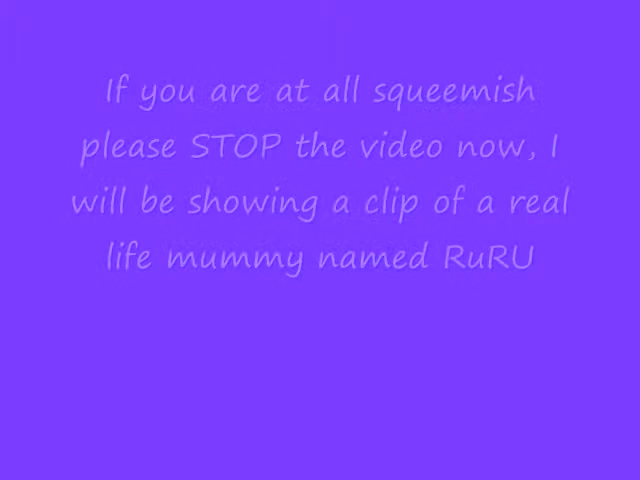 If you are at all squeemish
please STOP the video now, I
will be showing a clip of a real
life mummy named RuRU